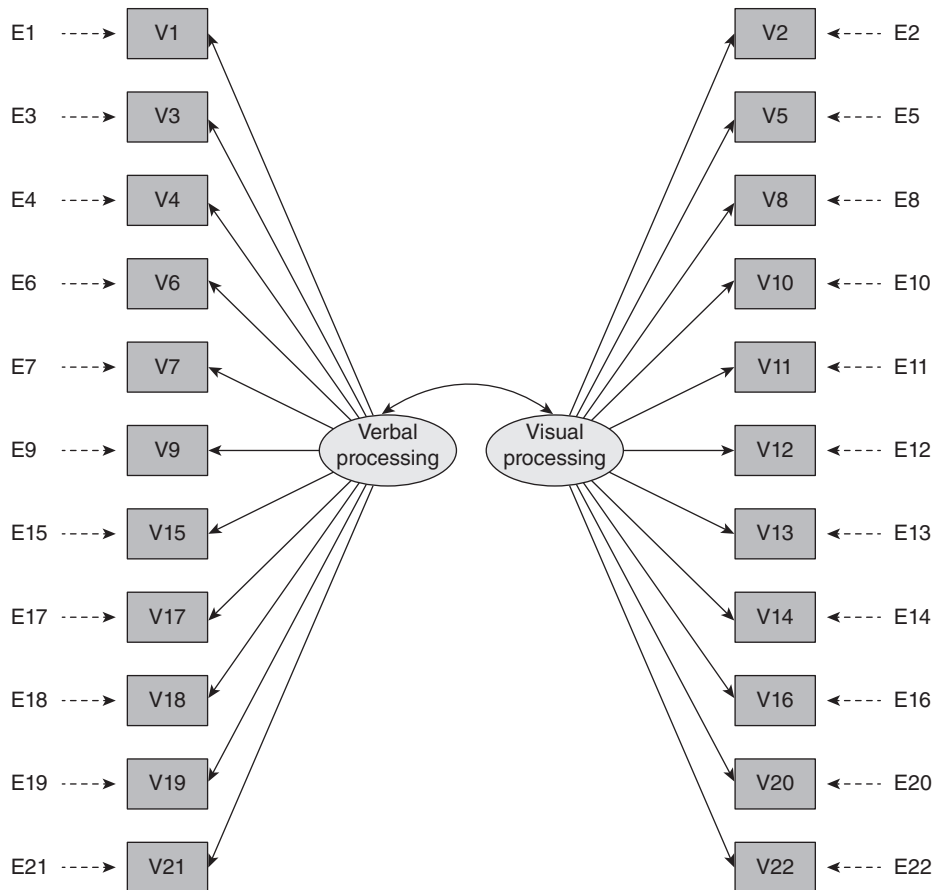 E1 V1 V2 E2
E3 V3 V5 E5
E4 V4 V8 E8
E6 V6 V10 E10
E7 V7 V11 E11
Verbal processing
Visual processing
E9 V9 V12 E12
E15 V15 V13 E13
E17 V17 V14 E14
E18 V18 V16 E16
E19 V19 V20 E20
E21 V21 V22 E22